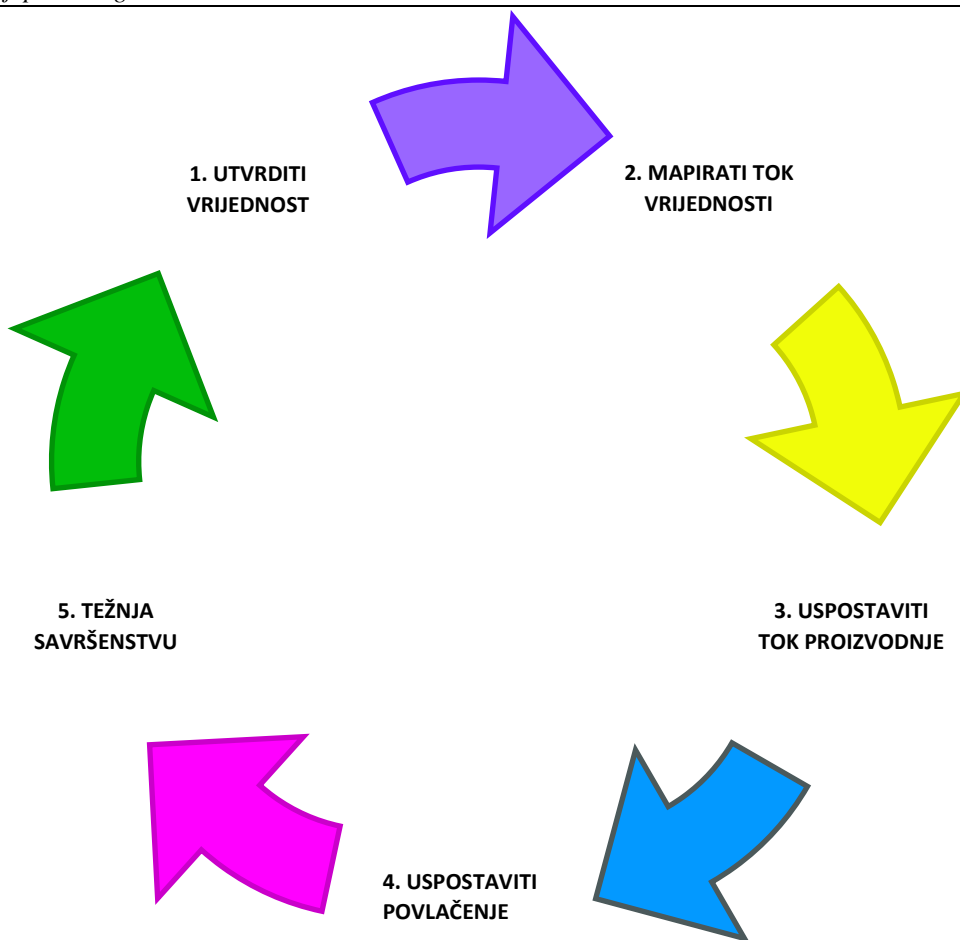 1. UTVRDITI
VRIJEDNOST
2. MAPIRATI TOK
VRIJEDNOSTI
3. USPOSTAVITI
TOK PROIZVODNJE
4. USPOSTAVITI
POVLAČENJE
5. TEŽNJA
SAVRŠENSTVU